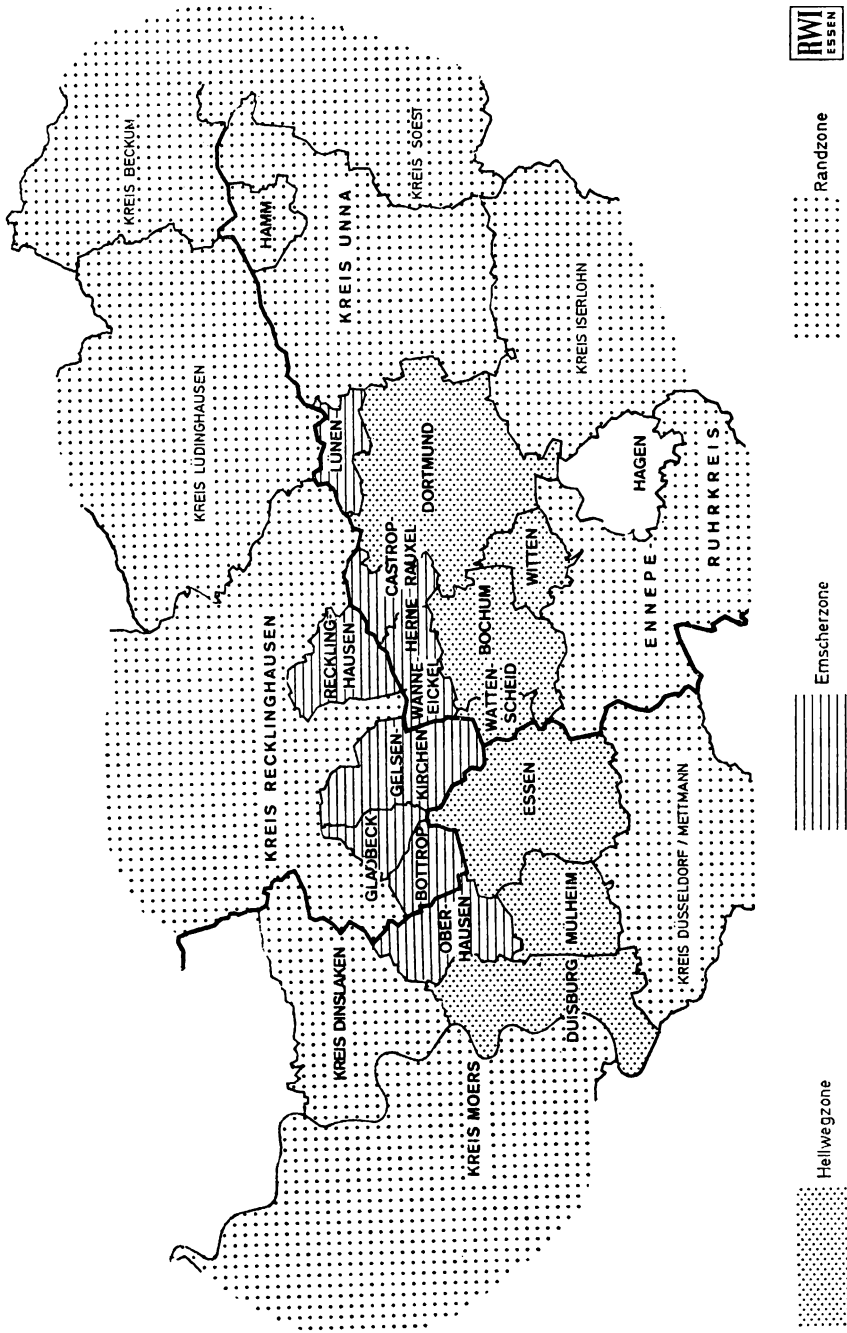 KREIS BECKUM
KREIS LÜDINGHAUSEN
HAMM
KREIS SOEST
KREIS UNNA
KREIS RECKLINGHAUSEN
LÜNEN
KREIS DINSLAKEN
RECKLING-
HAUSEN
CASTROP
HERNE-RAUXEL
DORTMUND
GLADBECK
GELSEN
KIRCHEN
WANNE
EICKEL
BOTTROP
OBER
HAUSEN
KREIS MOERS
WATTEN-
SCHEID
BOCHUM
WITTEN
KREIS ISERLOHN
ESSEN
DUISBURG
MÜLHEIM
HAGEN
ENNEPE
RUHRKREIS
KREIS DÜSSELDORF / METTMANN
Hellwegzone
Emscherzone
Randzone
RWI
ESSEN